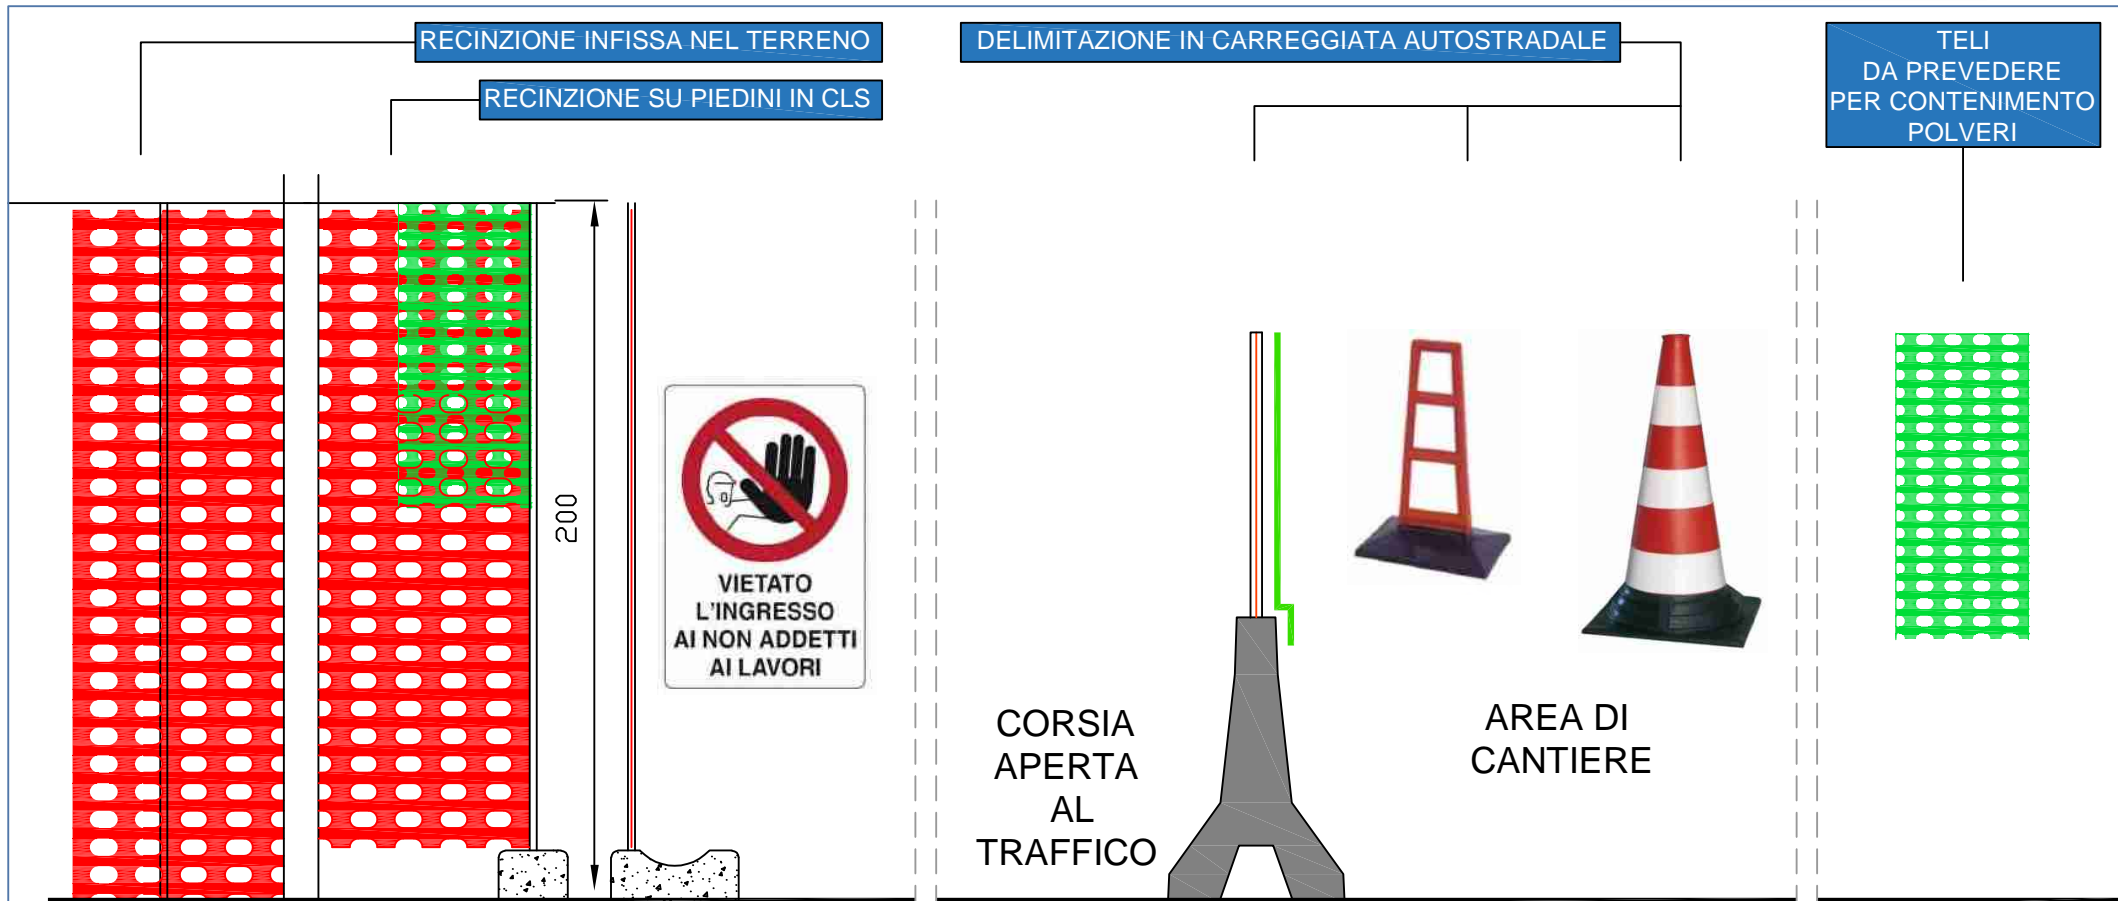 RECINZIONE INFISSA NEL TERRENO
RECINZIONE SU PIEDINI IN CLS
DELIMITAZIONE IN CARREGGIATA AUTOSTRADALE
TELI
DA PREVEDERE
PER CONTENIMENTO
POLVERI
200
VIETATO
L'INGRESSO
AI NON ADDETTI
AI LAVORI
CORSIA
APERTA
AL
TRAFFICO
AREA DI
CANTIERE